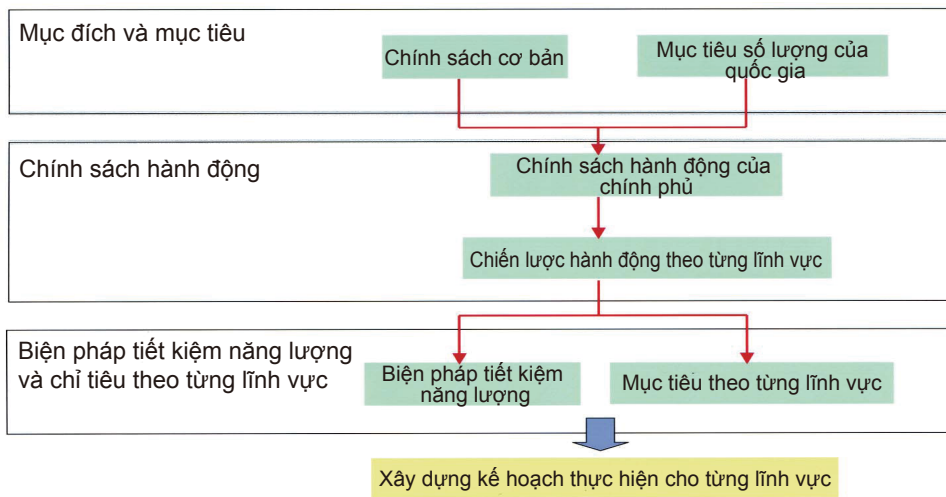 Mục đích và mục tiêu
Chính sách cơ bản
Mục tiêu số lượng của
quốc gia
Chính sách hành động
Chính sách hành động của
chính phủ
Chiến lược hành động theo từng lĩnh vực
Biện pháp tiết kiệm năng lượng
và chỉ tiêu theo từng lĩnh vực
Biện pháp tiết kiệm
năng lượng
Mục tiêu theo từng lĩnh vực
Xây dựng kế hoạch thực hiện cho từng lĩnh vực